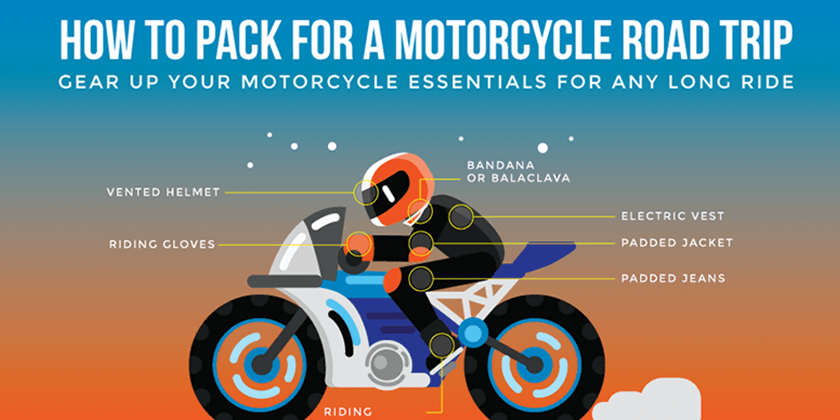 HOW TO PACK FOR A MOTORCYCLE ROAD TRIP
GEAR UP YOUR MOTORCYCLE ESSENTIALS FOR ANY LONG RIDE
BANDANA
OR BALACLAVA
VENTED HELMET
ELECTRIC VEST
RIDING GLOVES
PADDED JACKET
PADDED JEANS
RIDING